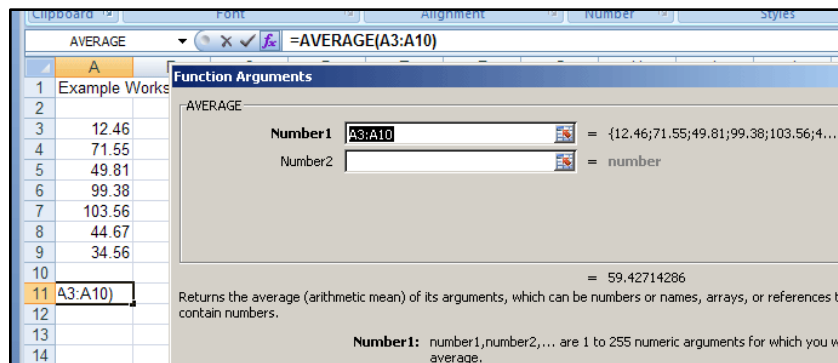 Clipboard Font Alignment Number Styles
AVERAGE =AVERAGE(A3:A10)
A
Function Arguments
1 Example Works
AVERAGE
2
3 12.46 Number1 A3:A10 = {12.46;71.55;49.81;99.38;103.56;4...
4 71.55 Number2 = number
5 49.81
6 99.38
7 103.56
8 44.67
9 34.56
10 = 59.42714286
11 A3:A10) Returns the average (arithmetic mean) of its arguments, which can be numbers or names, arrays, or references t
12 contain numbers.
13 Number1: number1,number2,... are 1 to 255 numeric arguments for which you w
14 average.